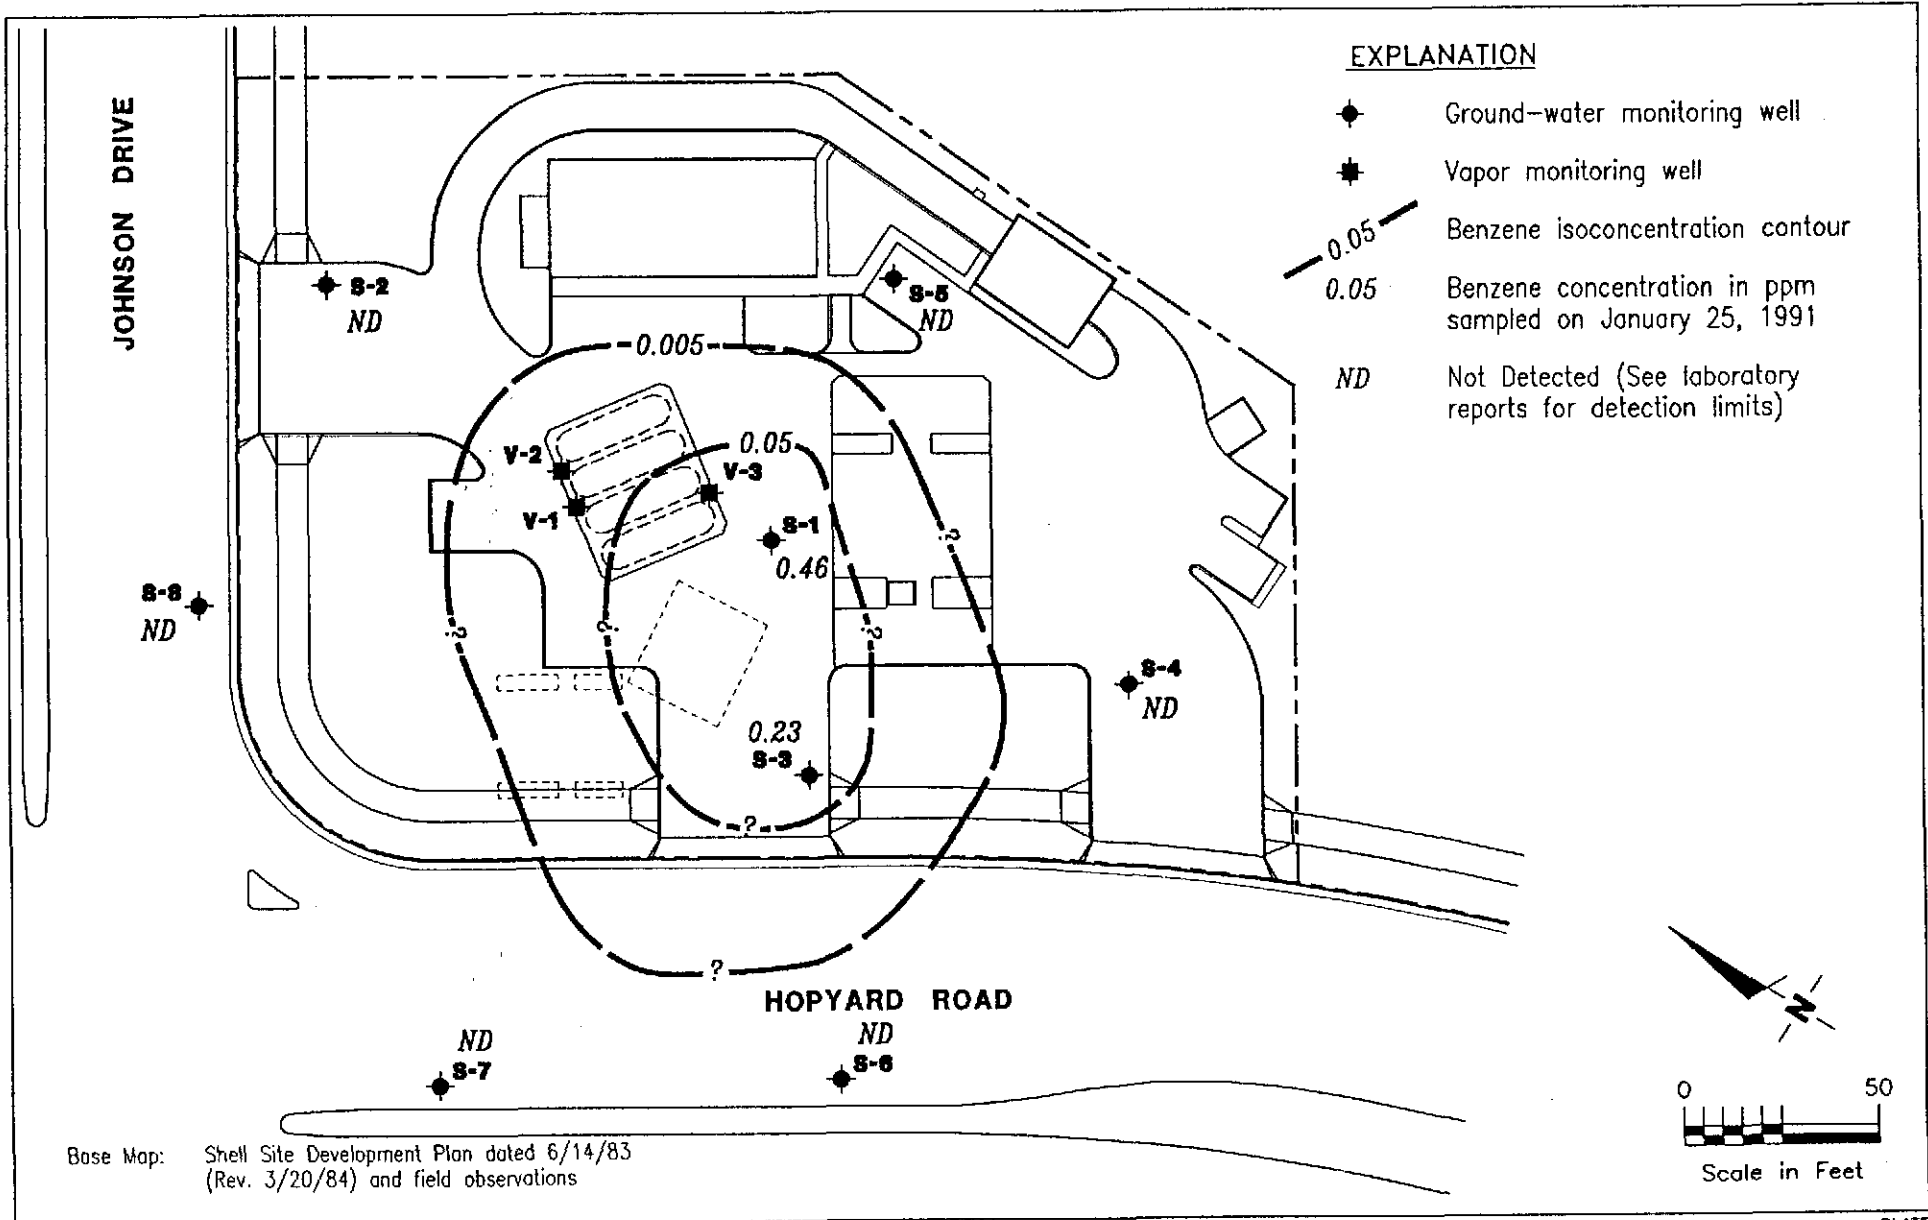 EXPLANATION
Ground-water monitoring well
Vapor monitoring well
0.05
Benzene isoconcentration contour
0.05
Benzene concentration in ppm
sampled on January 25, 1991
ND
Not Detected (See laboratory
reports for detection limits)
JOHNSON DRIVE
S-2
ND
S-5
ND
0.005
0.05
V-2
V-3
V-1
S-1
0.46
?
S-8
ND
?
?
?
S-4
ND
0.23
S-3
?
?
HOPYARD ROAD
ND
S-7
ND
S-6
N
0
50
Scale in Feet
Base Map:
Shell Site Development Plan dated 6/14/83
(Rev. 3/20/84) and field observations